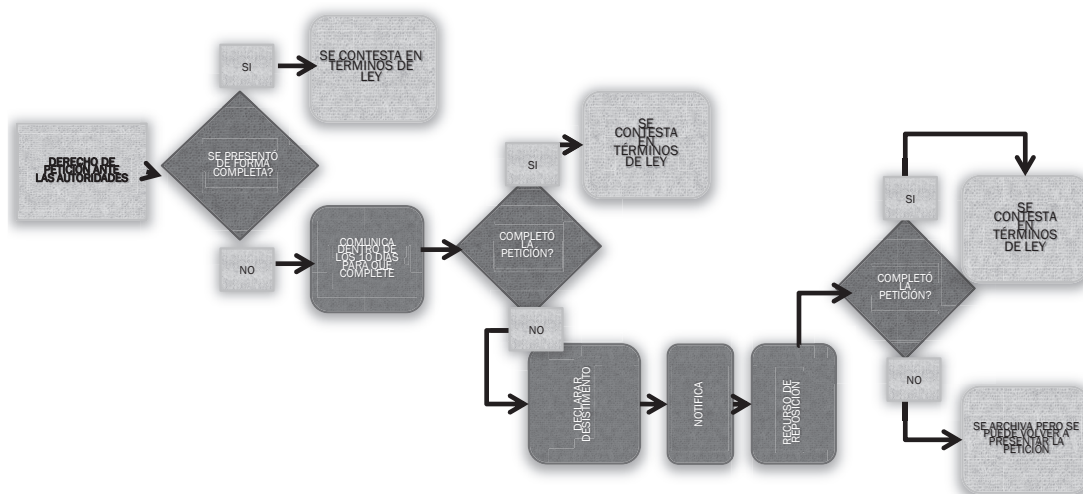 DERECHO DE
PETICIÓN ANTE
LAS AUTORIDADES
SE PRESENTÓ
DE FORMA
COMPLETA?
SI
SE CONTESTA EN
TÉRMINOS DE
LEY
NO
COMUNICA
DENTRO DE
LOS 10 DÍAS
PARA QUE
COMPLETE
COMPLETÓ
LA
PETICIÓN?
SI
SE
CONTESTA
EN
TÉRMINOS
DE LEY
NO
DECLARAR
DESISTIMIENTO
NOTIFICA
RECURSO DE
REPOSICIÓN
COMPLETÓ
LA
PETICIÓN?
SI
SE
CONTESTA
EN
TÉRMINOS
DE LEY
NO
SE ARCHIVA PERO SE
PUEDE VOLVER A
PRESENTAR LA
PETICIÓN